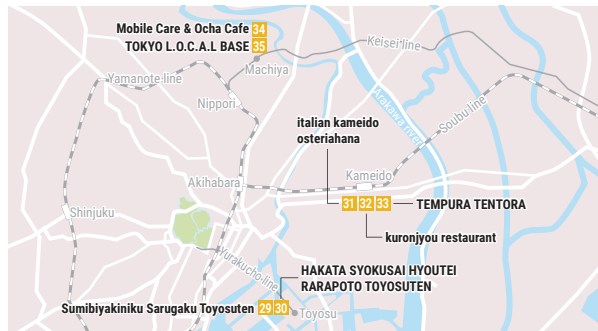 Mobile Care & Ocha Cafe 34
TOKYO L.O.C.A.L BASE 35
Keisei line
Machiya
Yamanote line
Nippori
Arakawa river
Soubu line
italian kameido
osteriahana
Akihabara
Kameido
31 32 33
TEMPURA TENTORA
Shinjuku
kuronjyou restaurant
Yurakucho line
HAKATA SYOKUSAI HYOUTEI
RARAPOTO TOYOSUTEN
Sumibiyakiniku Sarugaku Toyosuten 29 30
Toyosu